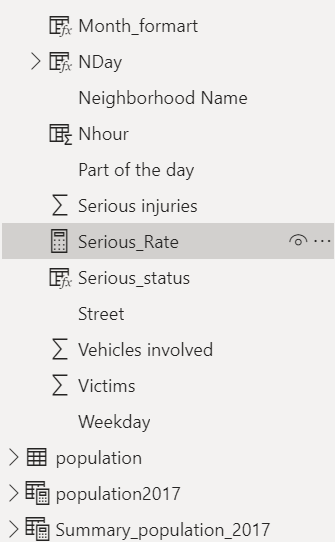 Month_formart
NDay
Neighborhood Name
Nhour
Part of the day
Serious injuries
Serious_Rate
Serious_status
Street
Vehicles involved
Victims
Weekday
population
population2017
Summary_population_2017